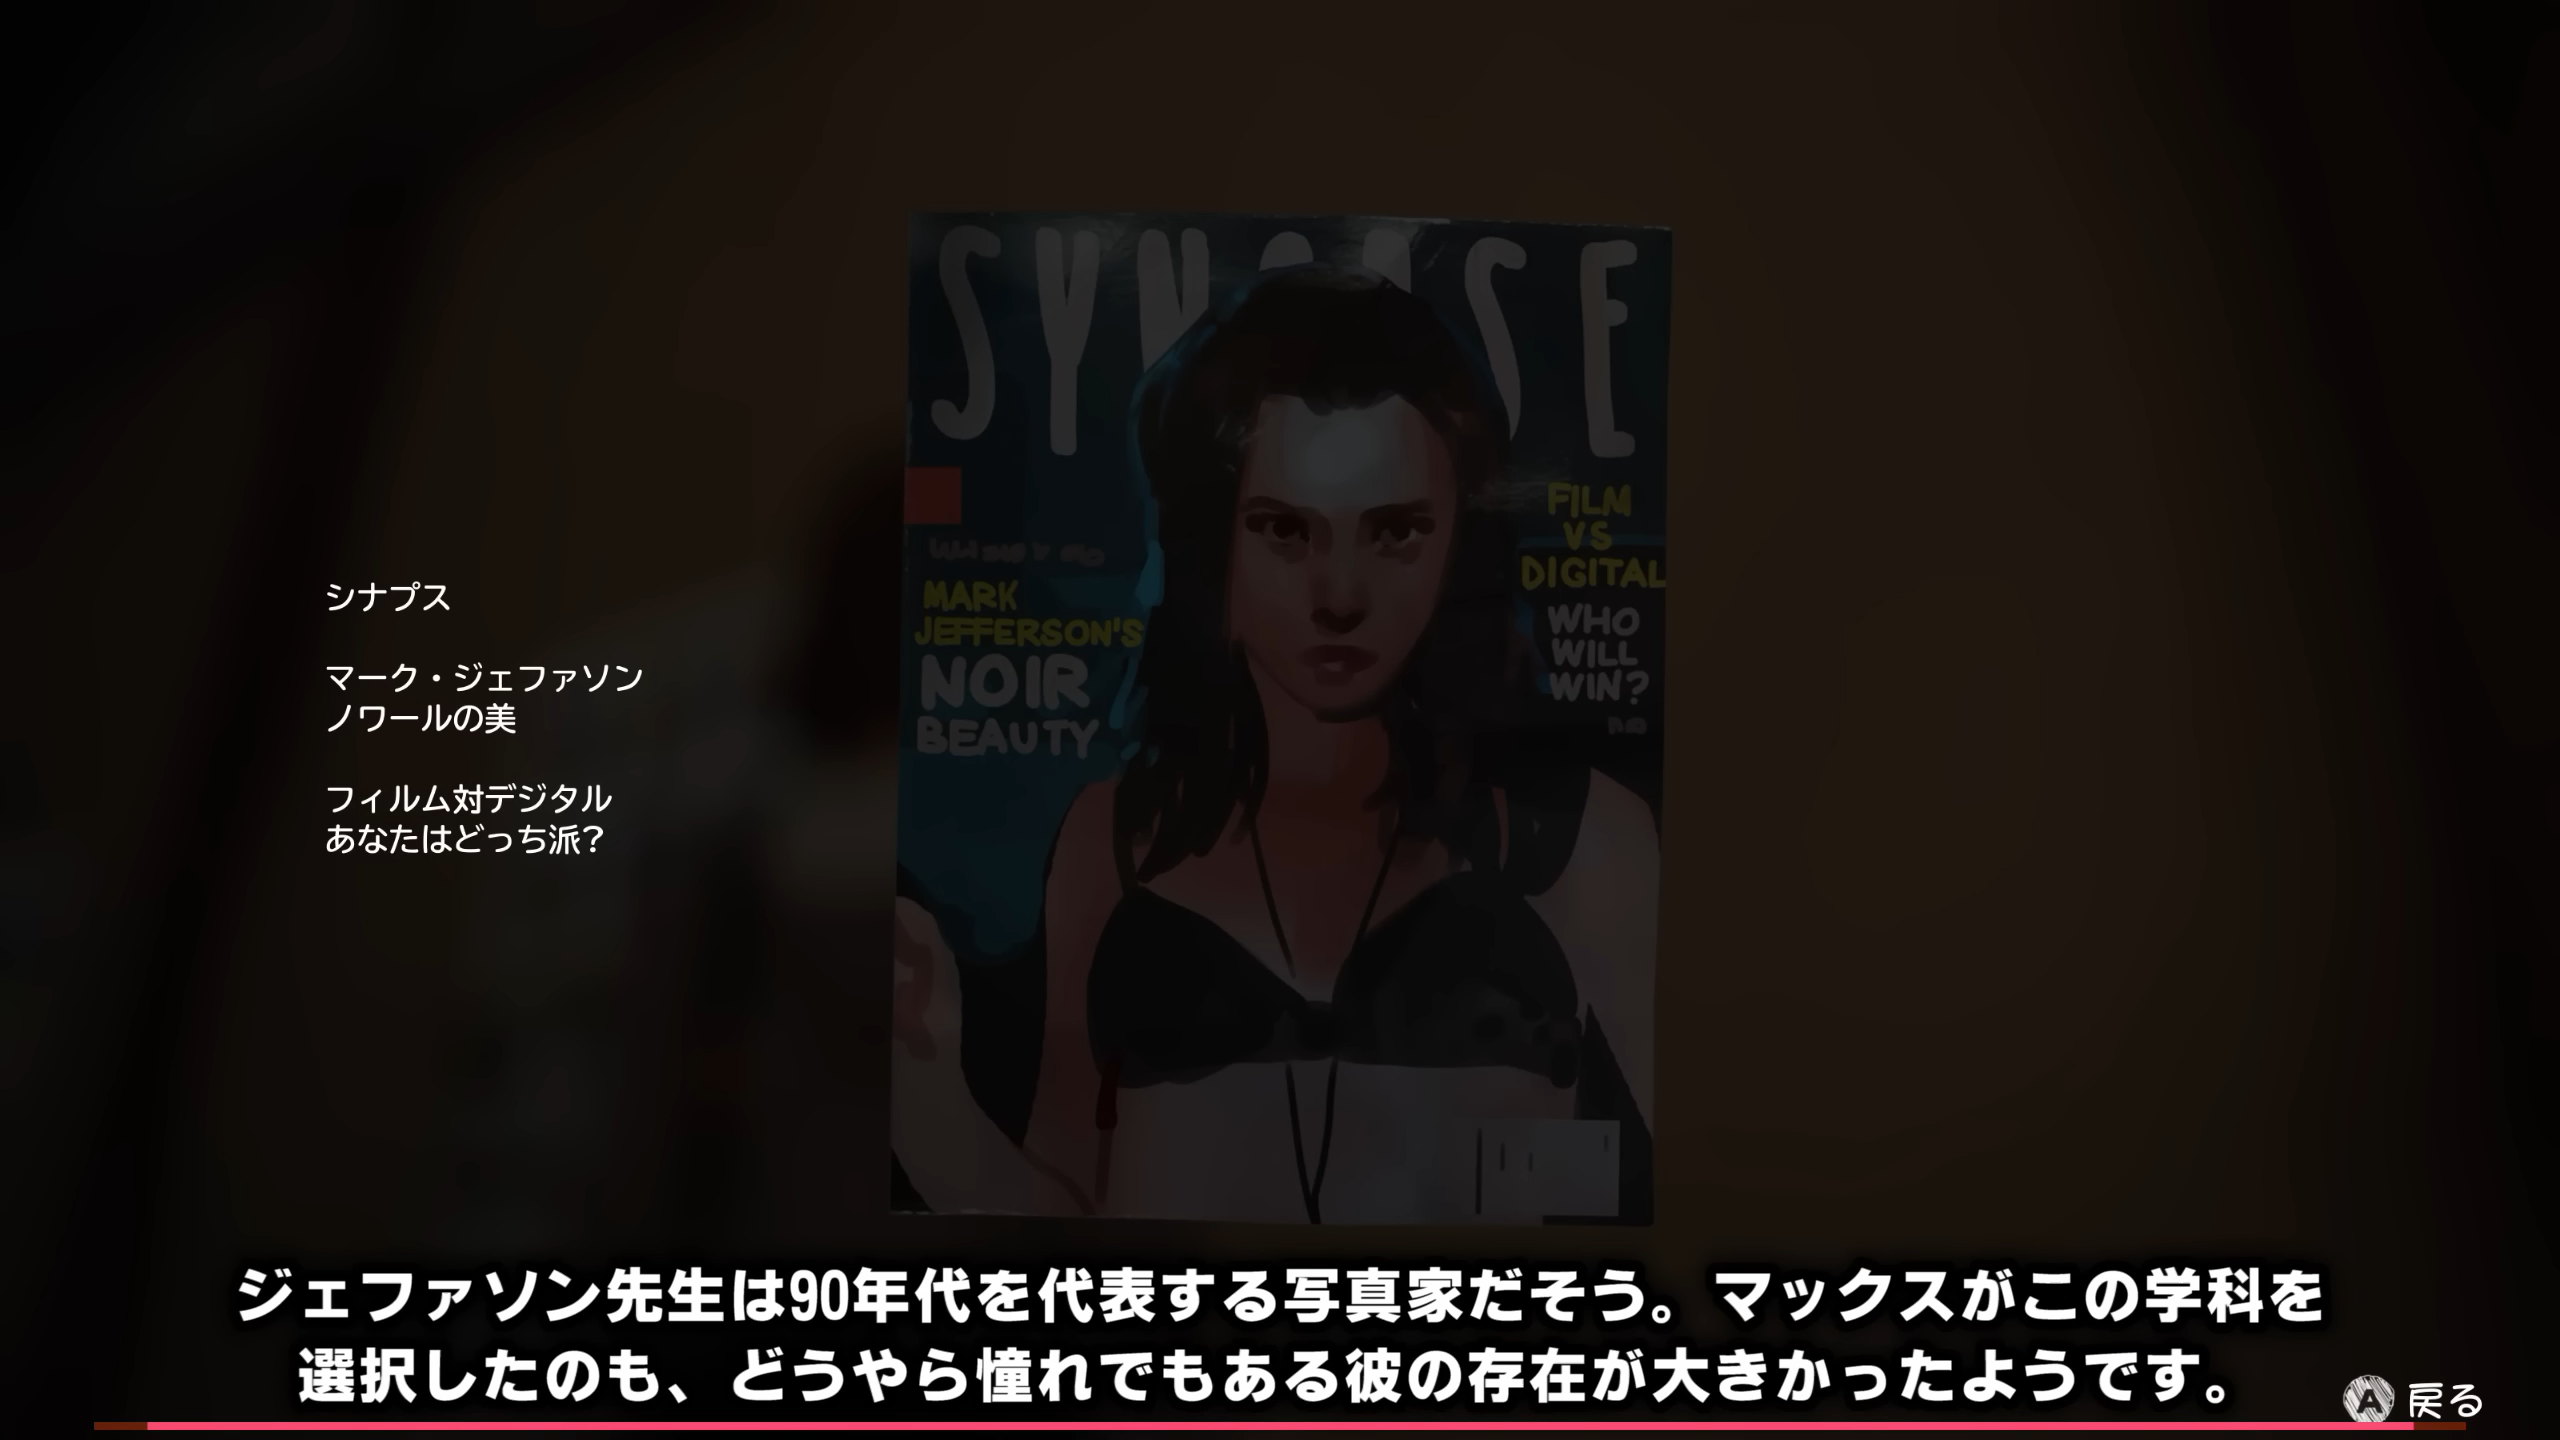 SYNAPSE
MARK
JEFFERSON'S
NOIR
BEAUTY
FILM
VS
DIGITAL
WHO
WILL
WIN?
シナプス
マーク・ジェファソン
ノワールの美
フィルム対デジタル
あなたはどっち派?
ジェファソン先生は90年代を代表する写真家だそう。マックスがこの学科を
選択したのも、どうやら憧れでもある彼の存在が大きかったようです。
A 戻る